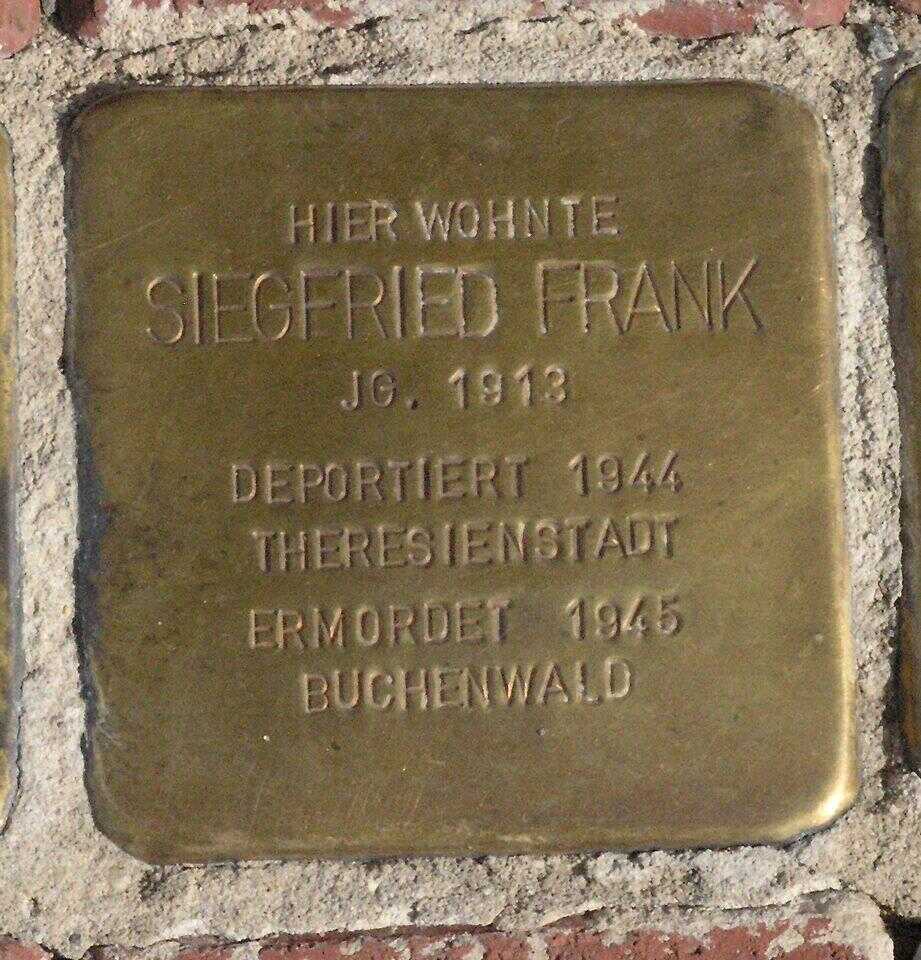 HIER WOHNTE
SIEGFRIED FRANK
JG. 1913
DEPORTIERT 1944
THERESIENSTADT
ERMORDET 1945
BUCHENWALD